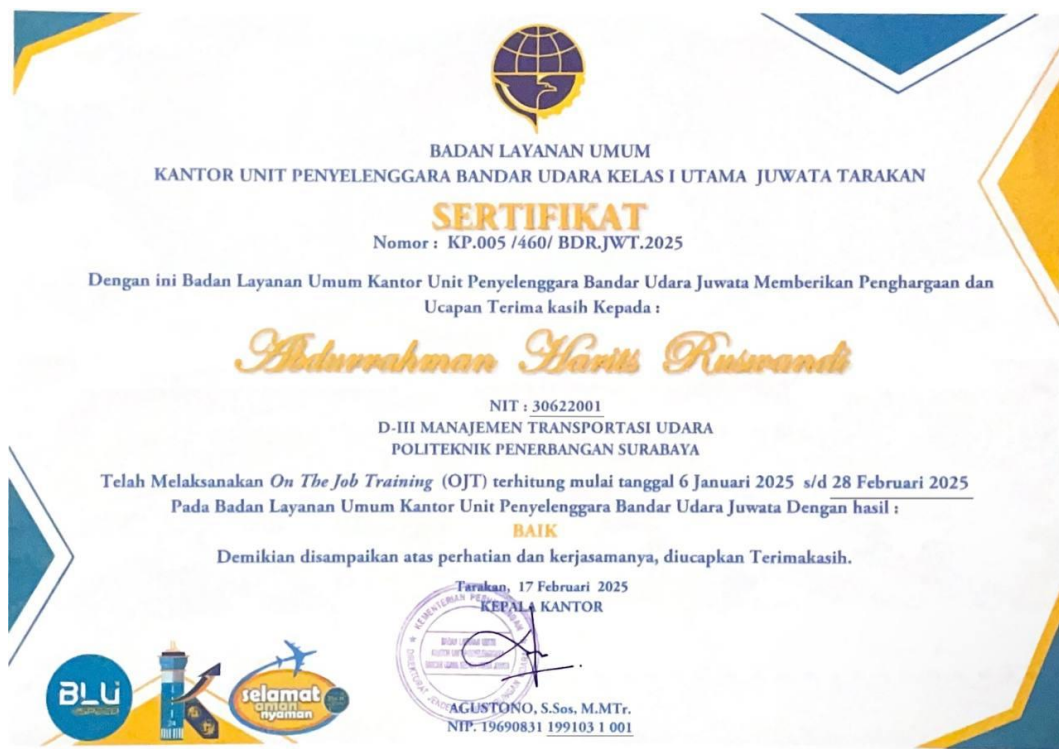 BADAN LAYANAN UMUM
KANTOR UNIT PENYELENGGARA BANDAR UDARA KELAS I UTAMA JUWATA TARAKAN
SERTIFIKAT
Nomor : KP.005 /460/ BDR.JWT.2025
Dengan ini Badan Layanan Umum Kantor Unit Penyelenggara Bandar Udara Juwata Memberikan Penghargaan dan
Ucapan Terima kasih Kepada :
Abdurrahman Harits Ruswandi
NIT : 30622001
D-III MANAJEMEN TRANSPORTASI UDARA
POLITEKNIK PENERBANGAN SURABAYA
Telah Melaksanakan On The Job Training (OJT) terhitung mulai tanggal 6 Januari 2025 s/d 28 Februari 2025
Pada Badan Layanan Umum Kantor Unit Penyelenggara Bandar Udara Juwata Dengan hasil :
BAIK
Demikian disampaikan atas perhatian dan kerjasamanya, diucapkan Terimakasih.
Tarakan, 17 Februari 2025
KEPALA KANTOR
AGUSTONO, S.Sos, M.MTr.
NIP. 19690831 199103 1 001
BLU
selamat
aman
nyaman